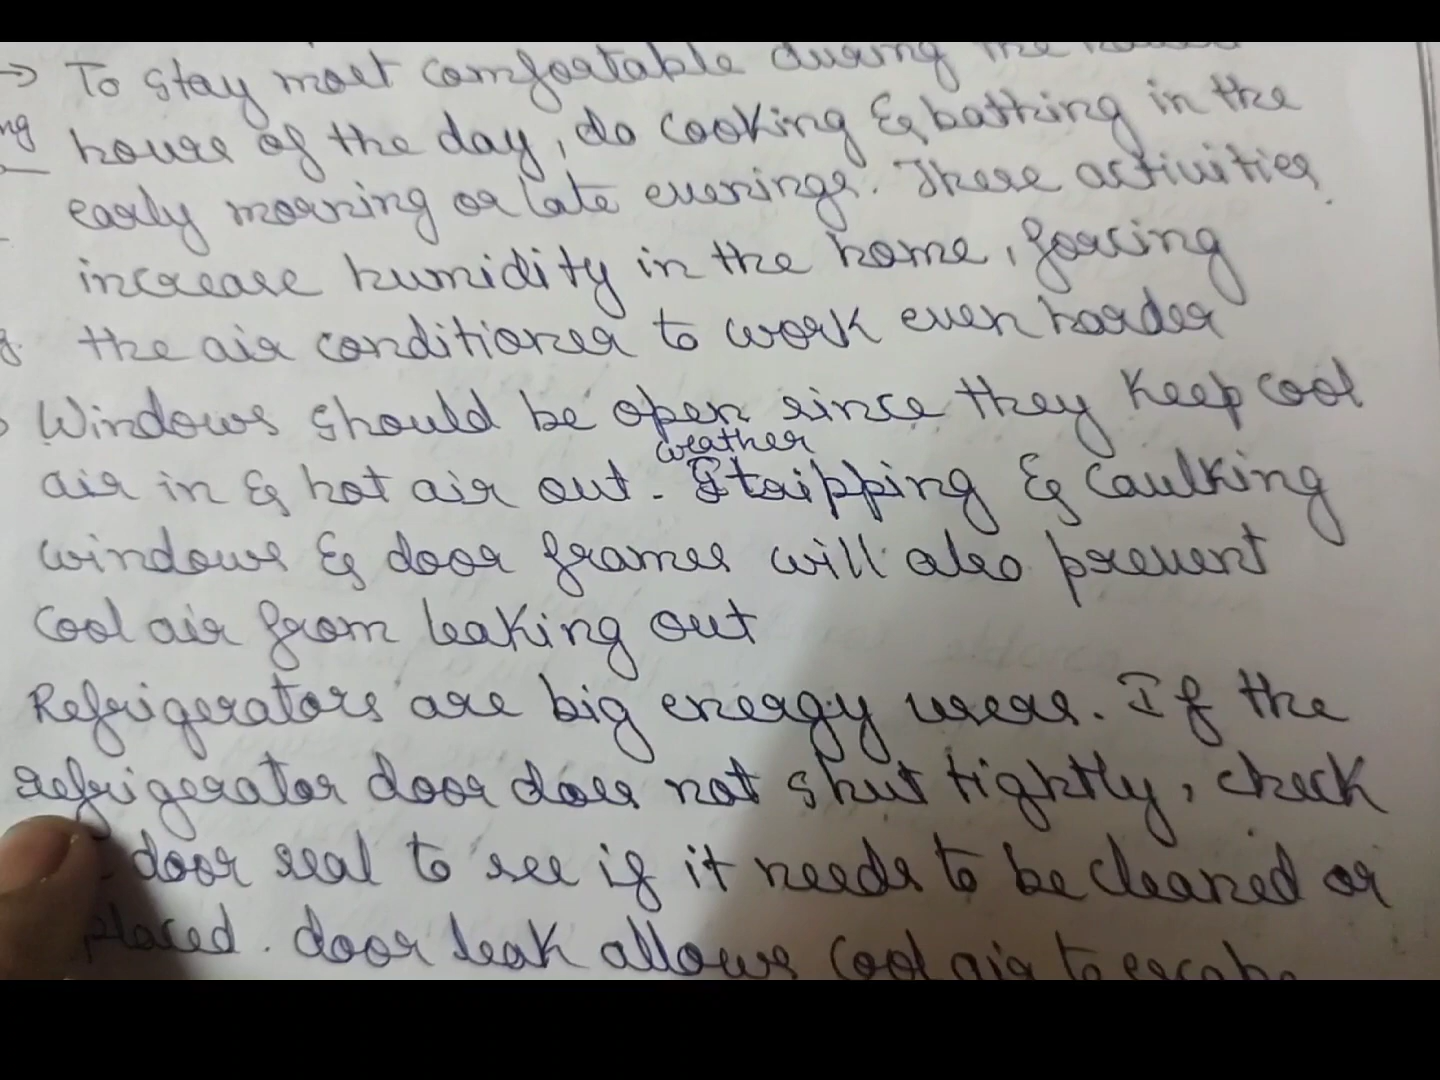 → To stay most comfortable during the
ng hours of the day, do cooking & bathing in the
early morning or late evenings. These activities
increase humidity in the home, forcing
the air conditioner to work even harder
Windows should be open since they keep cool
weather
air in & hot air out. Stripping & Caulking
windows & door frames will also prevent
cool air from leaking out
Refrigerators are big energy users. If the
refrigerator door does not shut tightly, check
door seal to see if it needs to be cleaned or
placed. door leak allows cool air to escape